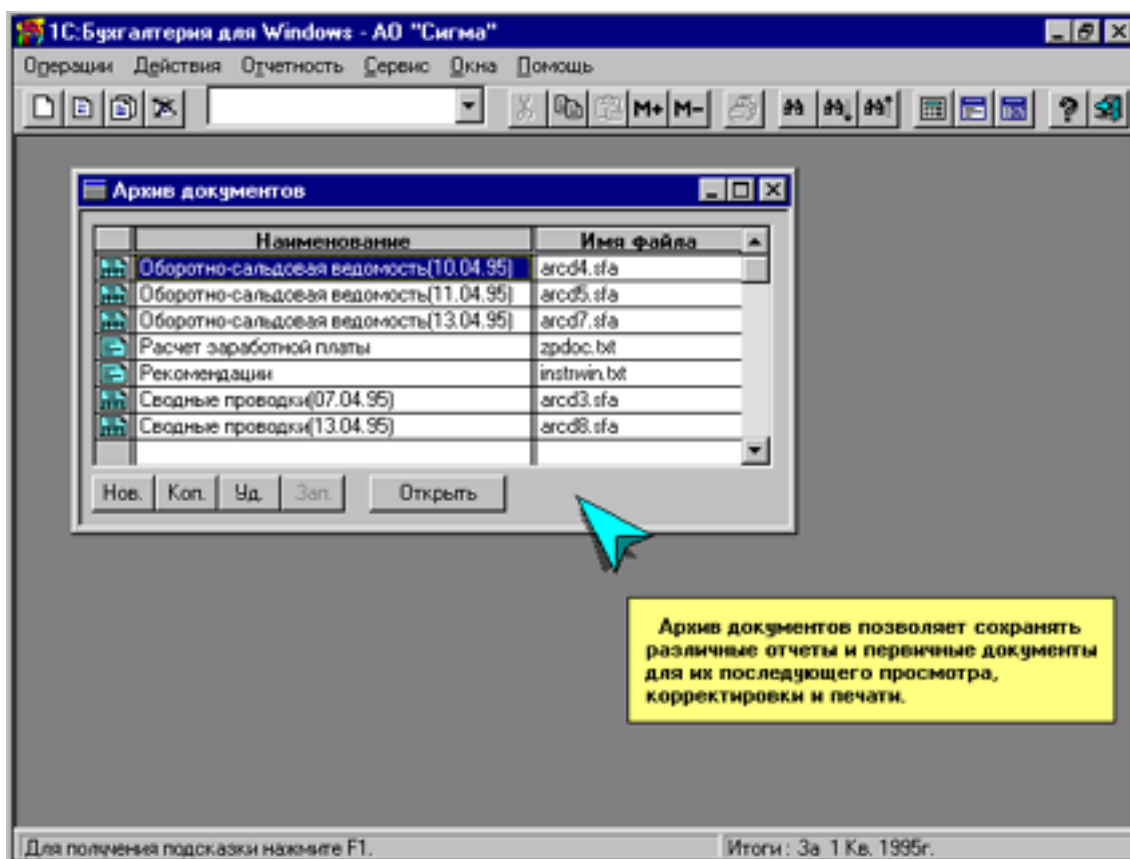 1С:Бухгалтерия для Windows - АО "Сигма"
Операции Действия Отчетность Сервис Окна Помощь
M+ M- ?
Архив документов
Наименование Имя файла
Оборотно-сальдовая ведомость(10.04.95) arcd4.sfa
Оборотно-сальдовая ведомость(11.04.95) arcd5.sfa
Оборотно-сальдовая ведомость(13.04.95) arcd7.sfa
Расчет заработной платы zpdoc.txt
Рекомендации instrwin.txt
Сводные проводки(07.04.95) arcd3.sfa
Сводные проводки(13.04.95) arcd8.sfa
Нов. Коп. Уд. Зап. Открыть
Архив документов позволяет сохранять
различные отчеты и первичные документы
для их последующего просмотра,
корректировки и печати.
Для получения подсказки нажмите F1. Итоги : За 1 Кв. 1995г.